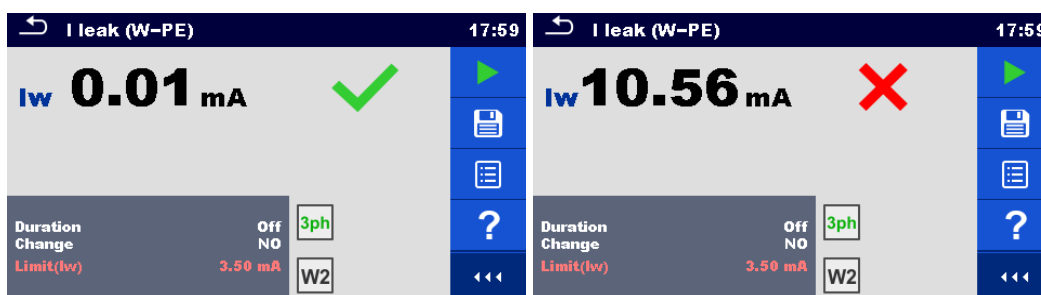 I leak (W–PE) 17:59
Iw 0.01 mA
Duration Off
Change NO
Limit(Iw) 3.50 mA
3ph
W2
?
I leak (W–PE) 17:59
Iw 10.56 mA
Duration Off
Change NO
Limit(Iw) 3.50 mA
3ph
W2
?